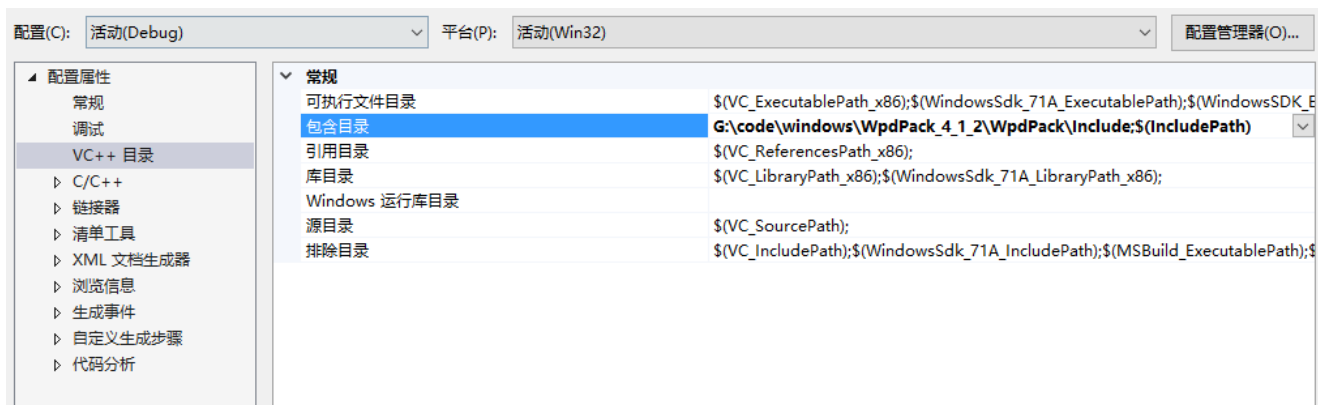 配置(C): 活动(Debug) 平台(P): 活动(Win32) 配置管理器(O)...
配置属性
常规
调试
VC++ 目录
C/C++
链接器
清单工具
XML 文档生成器
浏览信息
生成事件
自定义生成步骤
代码分析
常规
可执行文件目录 $(VC_ExecutablePath_x86);$(WindowsSdk_71A_ExecutablePath);$(WindowsSDK_E
包含目录 G:\code\windows\WpdPack_4_1_2\WpdPack\Include;$(IncludePath)
引用目录 $(VC_ReferencesPath_x86);
库目录 $(VC_LibraryPath_x86);$(WindowsSdk_71A_LibraryPath_x86);
Windows 运行库目录
源目录 $(VC_SourcePath);
排除目录 $(VC_IncludePath);$(WindowsSdk_71A_IncludePath);$(MSBuild_ExecutablePath);$